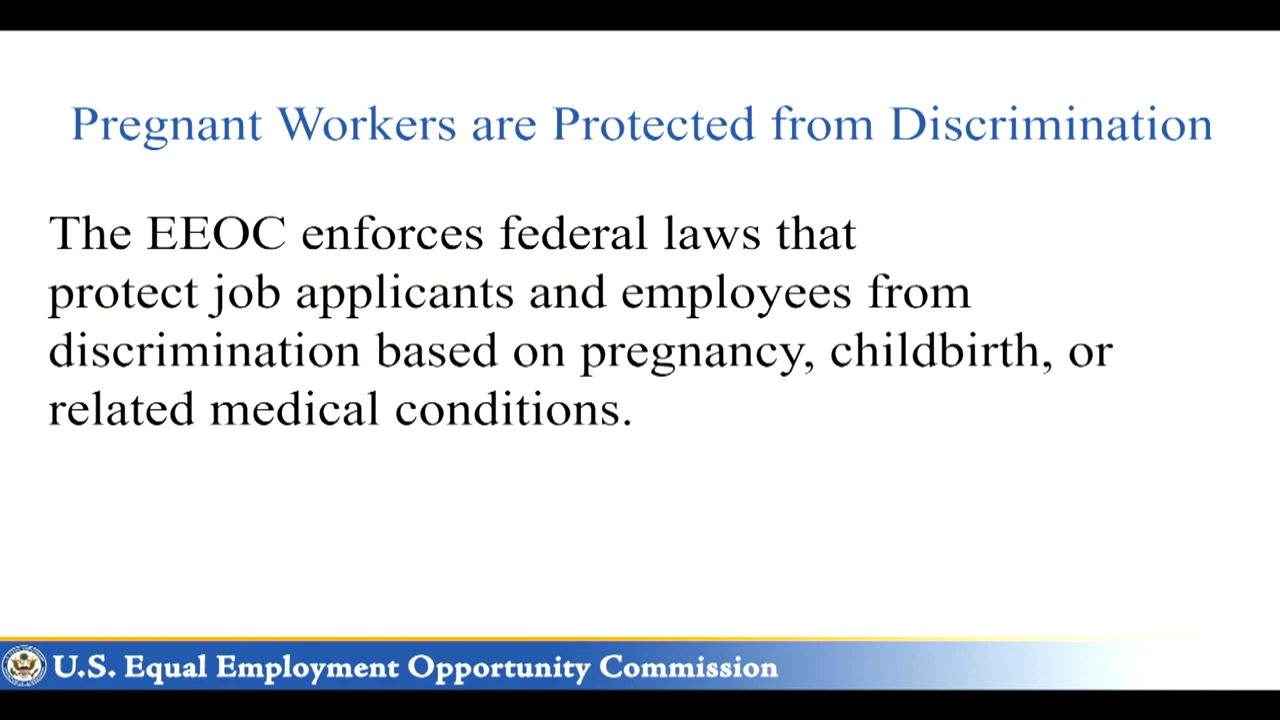 Pregnant Workers are Protected from Discrimination
The EEOC enforces federal laws that
protect job applicants and employees from
discrimination based on pregnancy, childbirth, or
related medical conditions.
U.S. Equal Employment Opportunity Commission